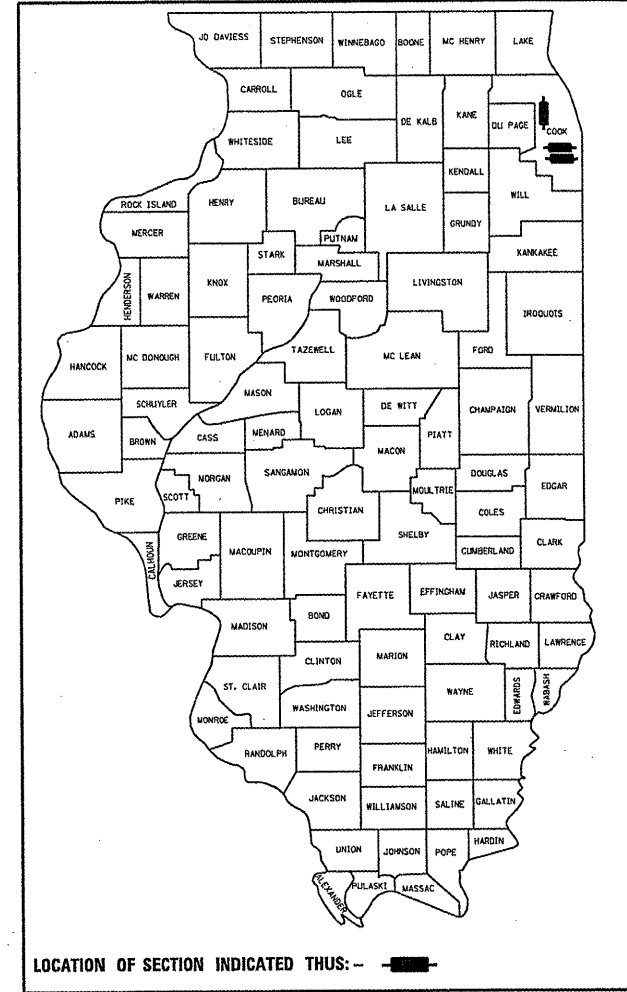 JO DAVIESS STEPHENSON WINNEBAGO BOONE MC HENRY LAKE
CARROLL OGLE
DE KALB KANE DU PAGE COOK
WHITESIDE LEE
KENDALL WILL
ROCK ISLAND HENRY BUREAU LA SALLE
GRUNDY
MERCER PUTNAM
STARK MARSHALL KANKAKEE
HENDERSON WARREN KNOX PEORIA WOODFORD LIVINGSTON IROQUOIS
HANCOCK MC DONOUGH FULTON TAZEWELL MC LEAN FORD
MASON
SCHUYLER LOGAN DE WITT CHAMPAIGN VERMILION
ADAMS BROWN CASS MENARD MACON PIATT
PIKE SCOTT MORGAN SANGAMON MOULTRIE DOUGLAS EDGAR
CHRISTIAN COLES
CALHOUN GREENE MACOUPIN MONTGOMERY SHELBY CUMBERLAND CLARK
JERSEY FAYETTE EFFINGHAM JASPER CRAWFORD
MADISON BOND CLAY RICHLAND LAWRENCE
CLINTON MARION
ST. CLAIR WAYNE EDWARDS WABASH
MONROE WASHINGTON JEFFERSON
RANDOLPH PERRY HAMILTON WHITE
FRANKLIN
JACKSON WILLIAMSON SALINE GALLATIN
UNION JOHNSON POPE HARDIN
ALEXANDER PULASKI MASSAC
LOCATION OF SECTION INDICATED THUS: –